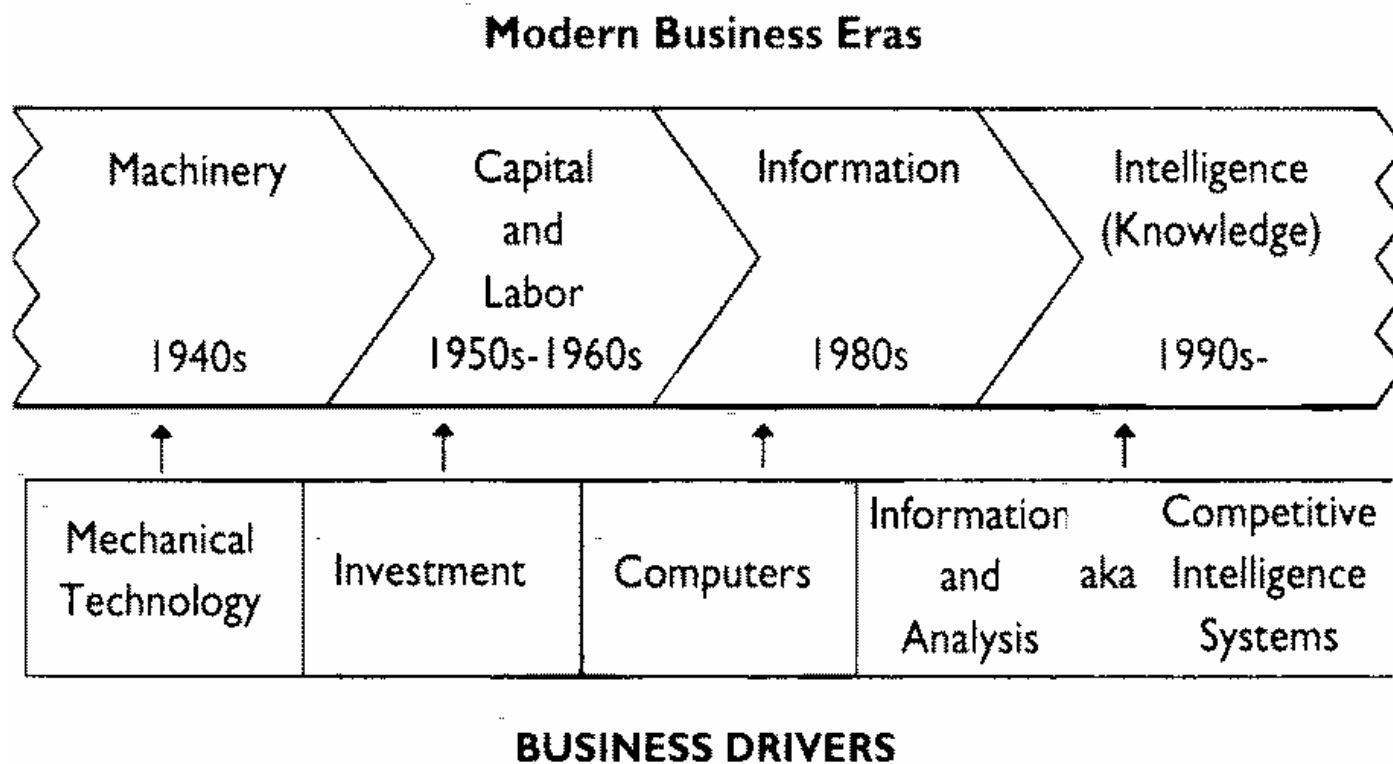 Modern Business Eras
Machinery
1940s
Capital
and
Labor
1950s-1960s
Information
1980s
Intelligence
(Knowledge)
1990s-
Mechanical
Technology
Investment
Computers
Information
and
Analysis
aka
Competitive
Intelligence
Systems
BUSINESS DRIVERS